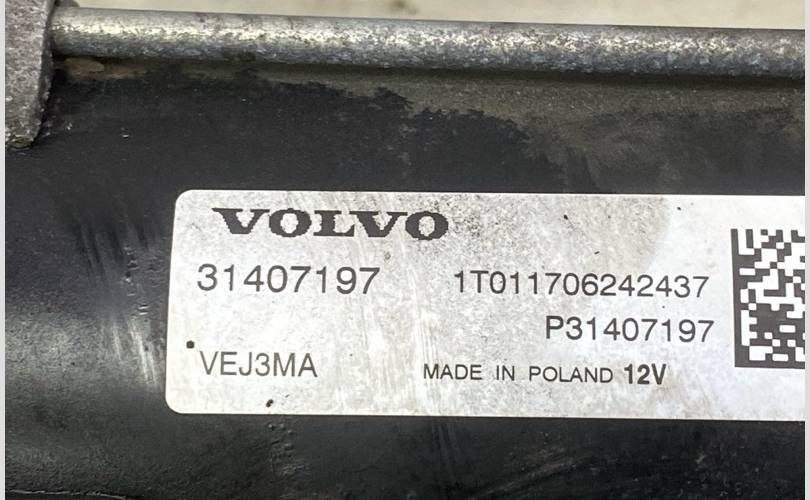 VOLVO
31407197 1T011706242437
P31407197
VEJ3MA MADE IN POLAND 12V